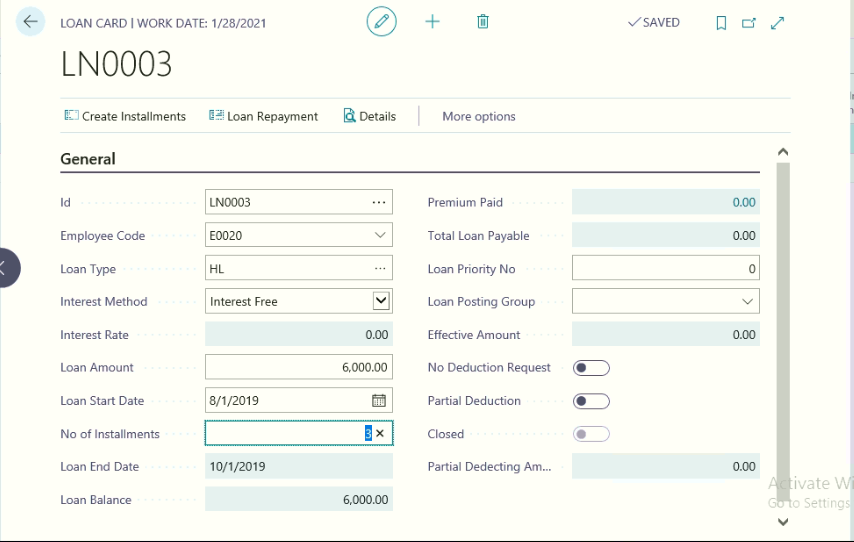 LOAN CARD | WORK DATE: 1/28/2021
SAVED
LN0003
Create Installments Loan Repayment Details More options
General
Id LN0003 ...
Employee Code E0020
Loan Type HL ...
Interest Method Interest Free
Interest Rate 0.00
Loan Amount 6,000.00
Loan Start Date 8/1/2019
No of Installments 3
Loan End Date 10/1/2019
Loan Balance 6,000.00
Premium Paid 0.00
Total Loan Payable 0.00
Loan Priority No 0
Loan Posting Group
Effective Amount 0.00
No Deduction Request
Partial Deduction
Closed
Partial Dedecting Am... 0.00
Activate Wi
Go to Settings